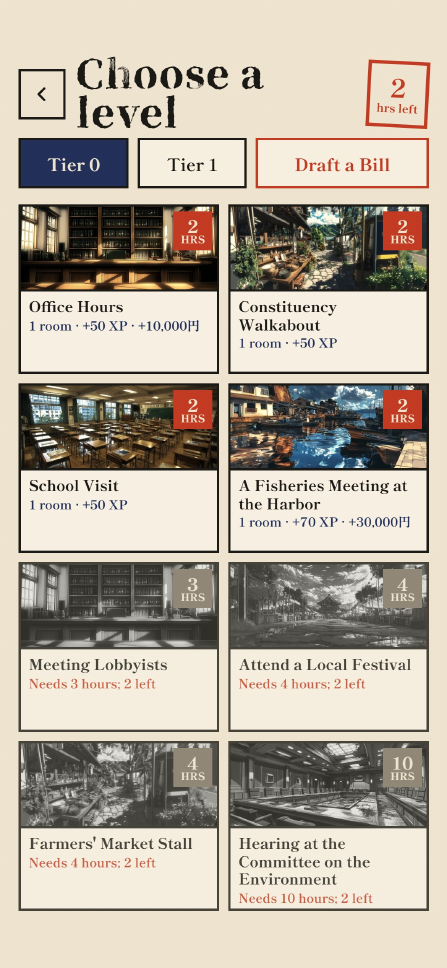 Choose a
level
2
hrs left
Tier 0
Tier 1
Draft a Bill
2
HRS
Office Hours
1 room · +50 XP · +10,000円
2
HRS
Constituency
Walkabout
1 room · +50 XP
2
HRS
School Visit
1 room · +50 XP
2
HRS
A Fisheries Meeting at
the Harbor
1 room · +70 XP · +30,000円
3
HRS
Meeting Lobbyists
Needs 3 hours; 2 left
4
HRS
Attend a Local Festival
Needs 4 hours; 2 left
4
HRS
Farmers' Market Stall
Needs 4 hours; 2 left
10
HRS
Hearing at the
Committee on the
Environment
Needs 10 hours; 2 left